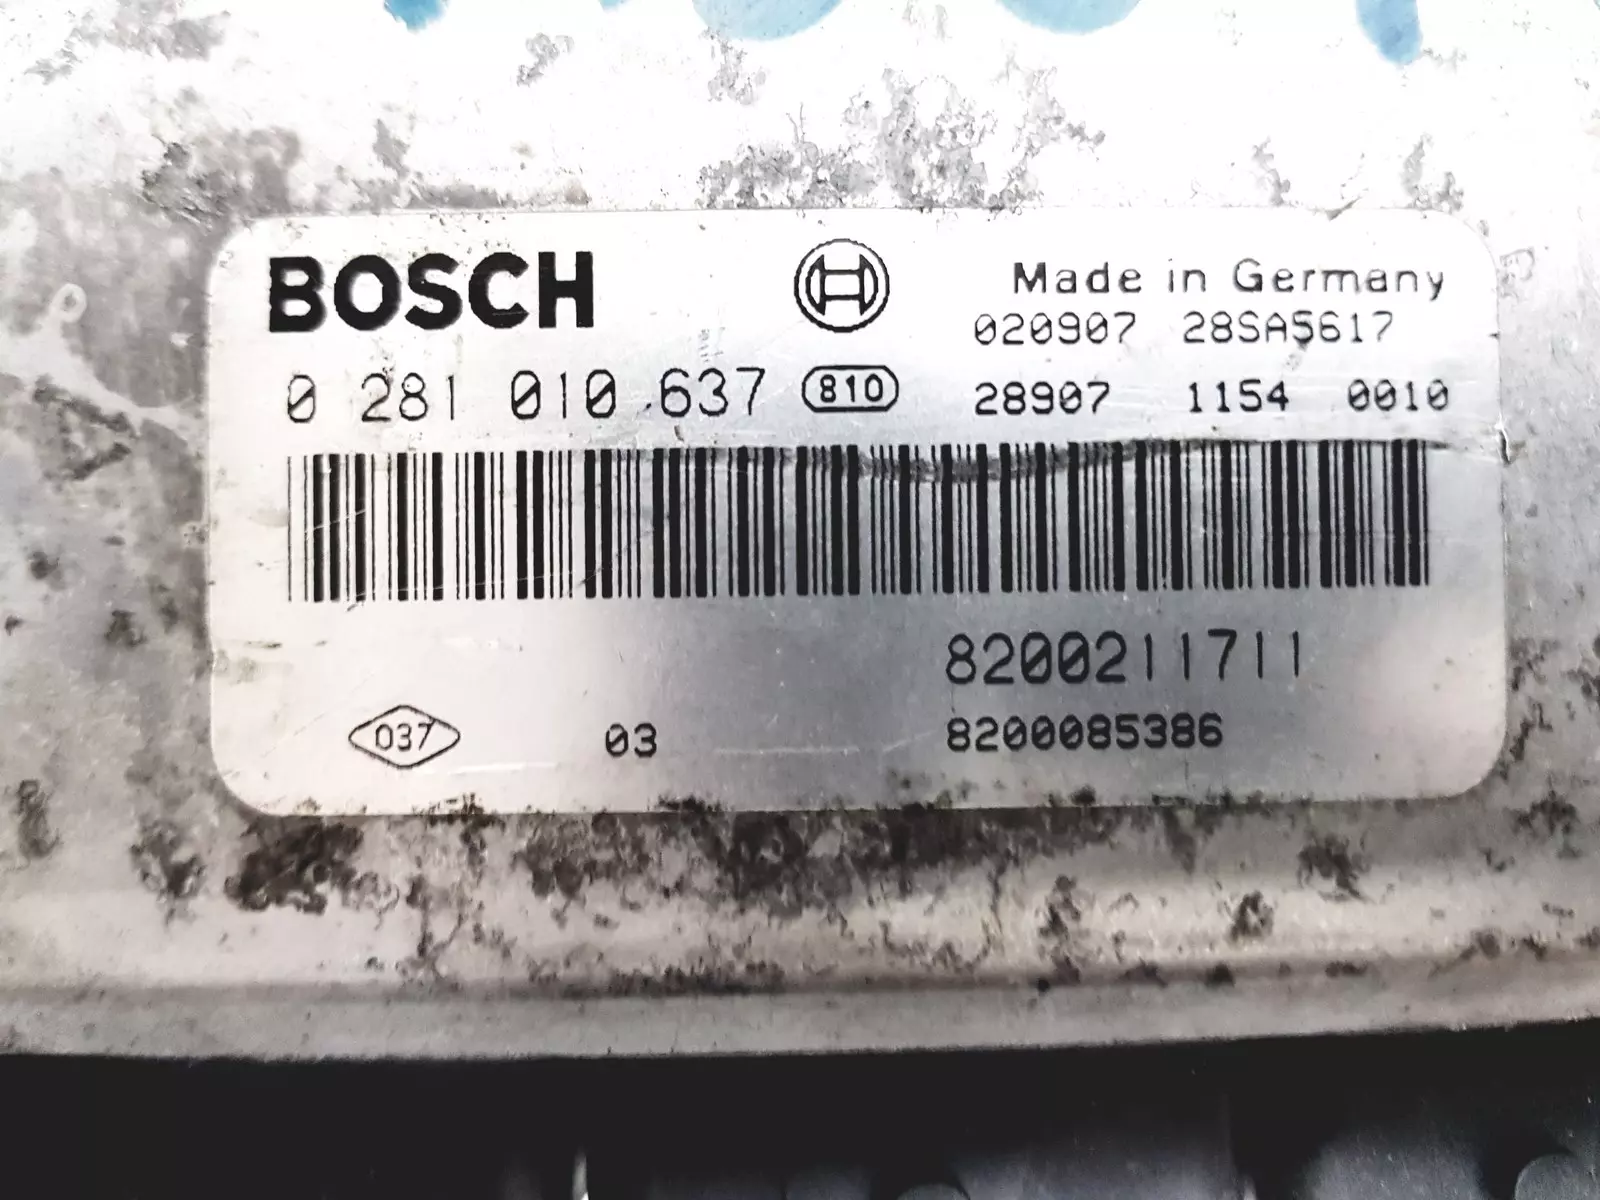 BOSCH
Made in Germany
020907 28SA5617
0 281 010 637 810 28907 1154 0010
8200211711
037 03 8200085386